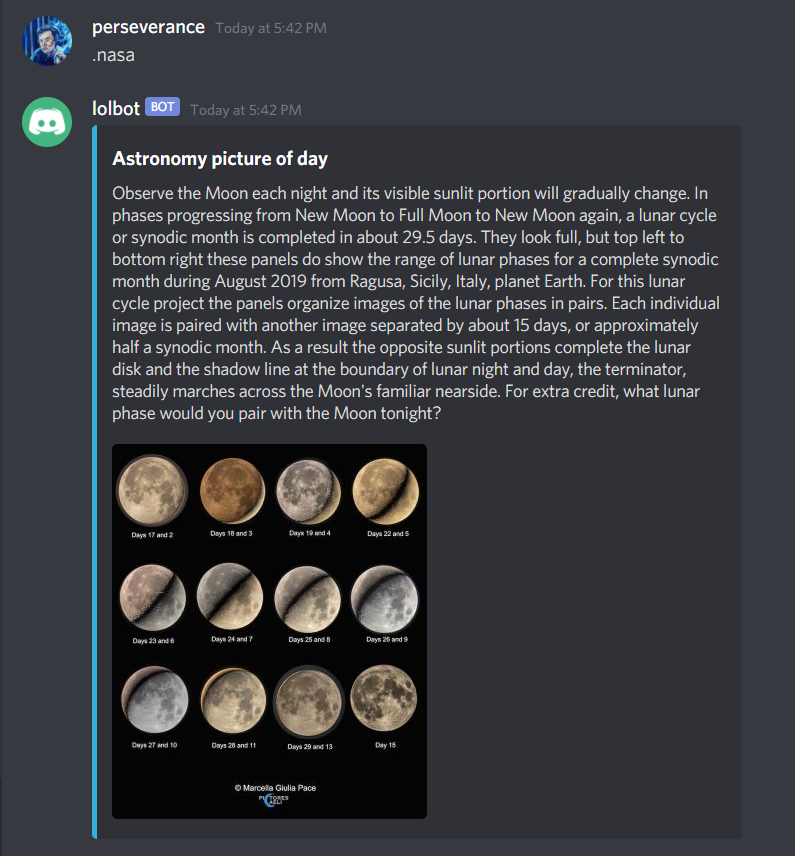 perseverance Today at 5:42 PM
.nasa
lolbot BOT Today at 5:42 PM
Astronomy picture of day
Observe the Moon each night and its visible sunlit portion will gradually change. In
phases progressing from New Moon to Full Moon to New Moon again, a lunar cycle
or synodic month is completed in about 29.5 days. They look full, but top left to
bottom right these panels do show the range of lunar phases for a complete synodic
month during August 2019 from Ragusa, Sicily, Italy, planet Earth. For this lunar
cycle project the panels organize images of the lunar phases in pairs. Each individual
image is paired with another image separated by about 15 days, or approximately
half a synodic month. As a result the opposite sunlit portions complete the lunar
disk and the shadow line at the boundary of lunar night and day, the terminator,
steadily marches across the Moon's familiar nearside. For extra credit, what lunar
phase would you pair with the Moon tonight?
Days 17 and 2 Days 18 and 3 Days 19 and 4 Days 22 and 5
Days 23 and 6 Days 24 and 7 Days 25 and 8 Days 26 and 9
Days 27 and 10 Days 28 and 11 Days 29 and 13 Day 15
© Marcella Giulia Pace